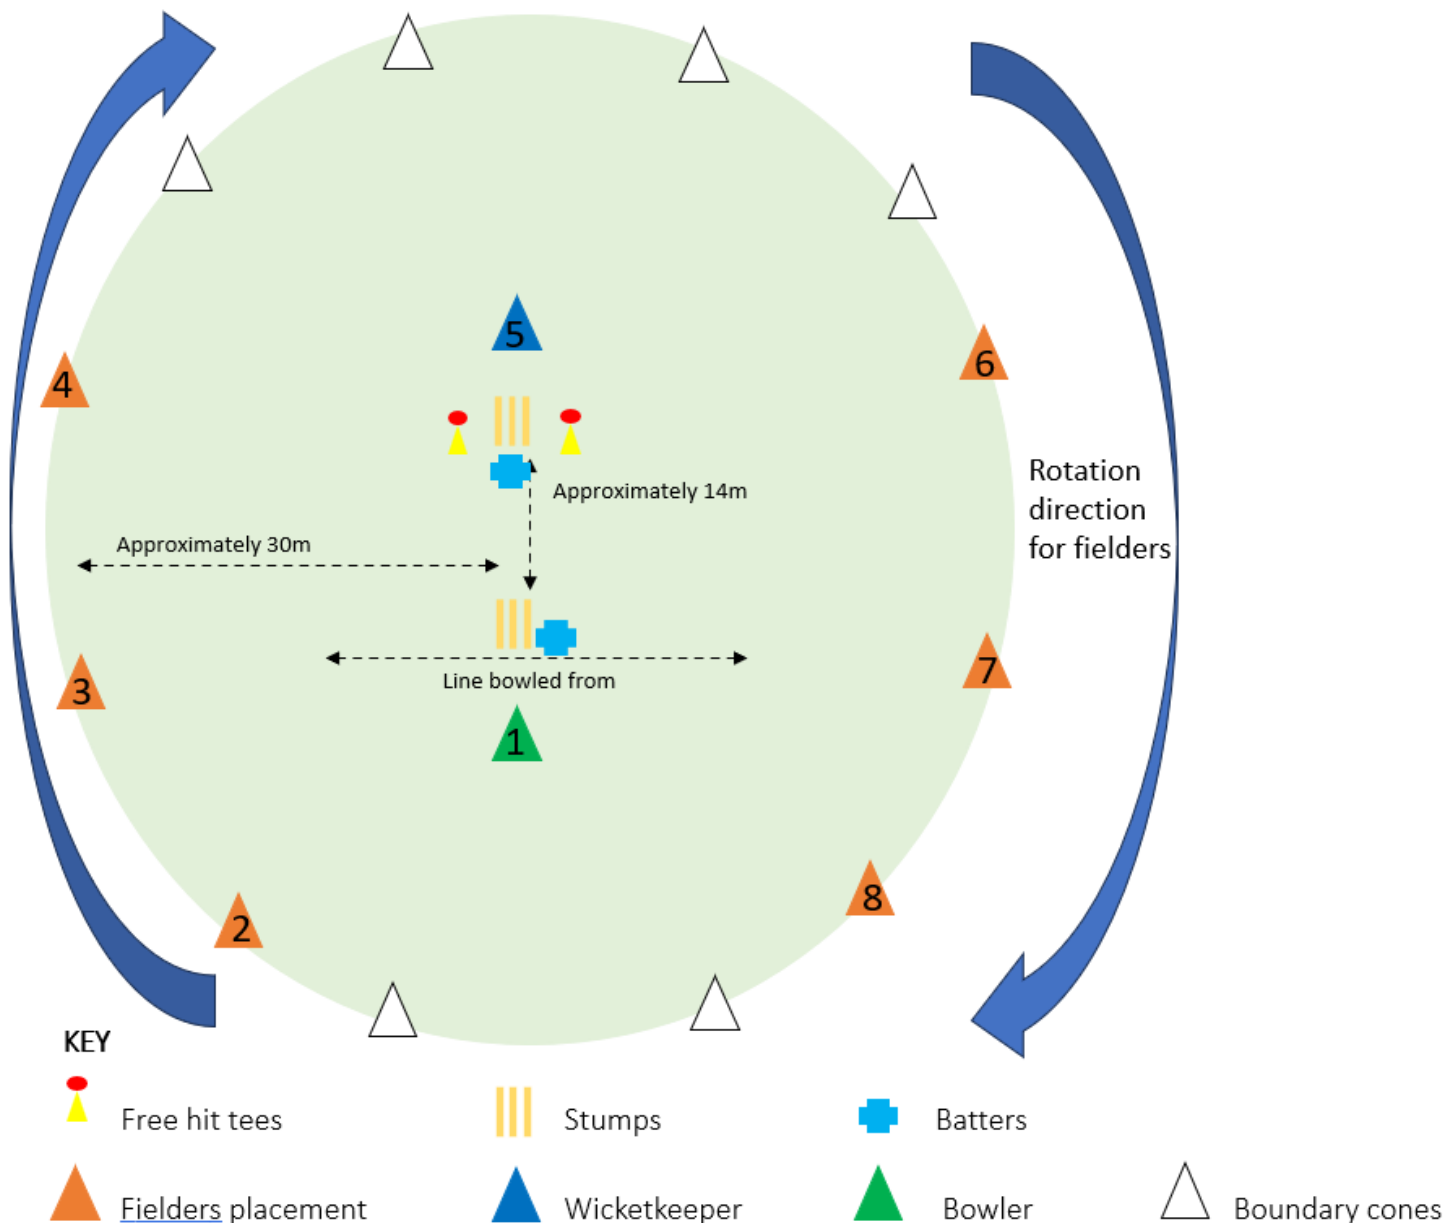 5
4
6
Approximately 14m
Rotation
direction
for fielders
Approximately 30m
3
7
Line bowled from
1
8
2
KEY
Free hit tees
Stumps
Batters
Fielders placement
Wicketkeeper
Bowler
Boundary cones